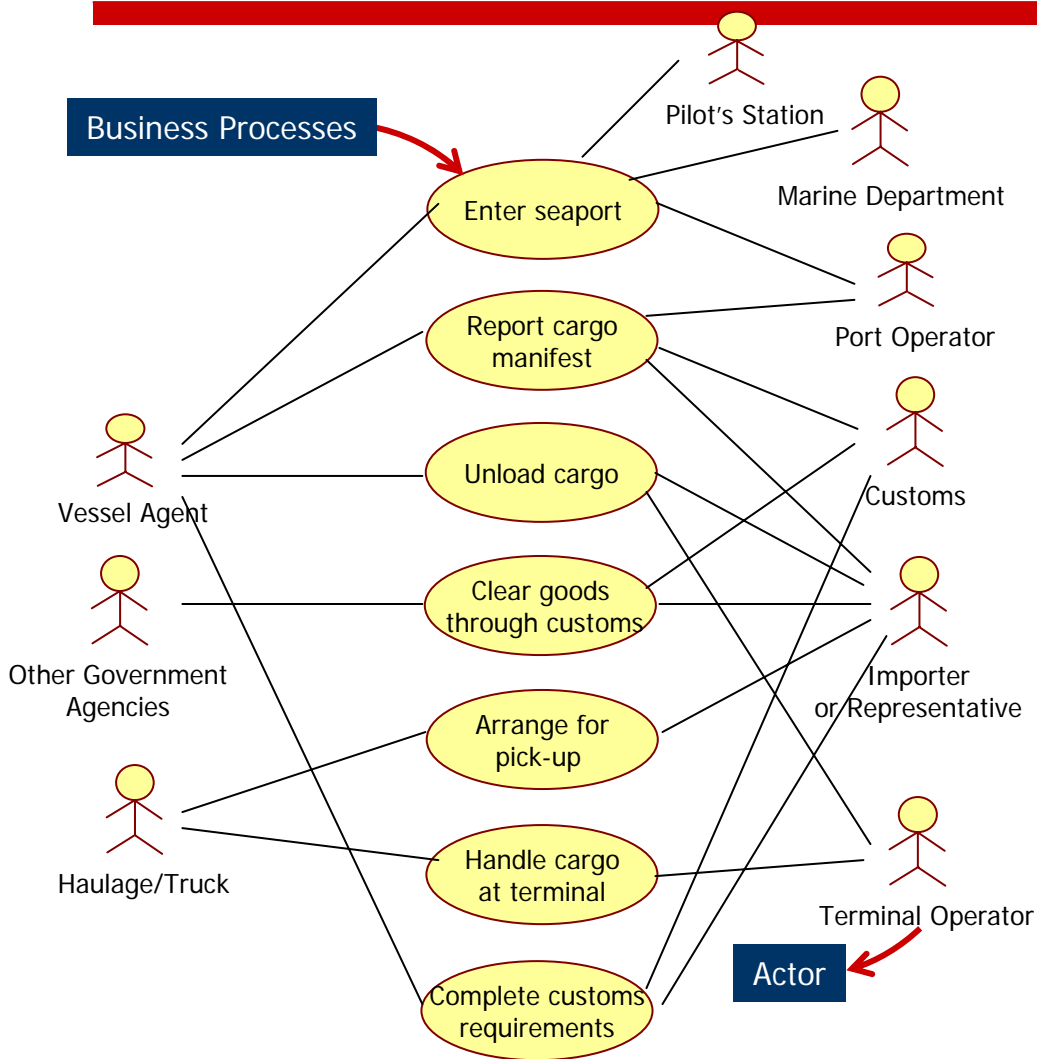 Pilot's Station
Business Processes
Marine Department
Enter seaport
Report cargo
manifest
Port Operator
Vessel Agent
Unload cargo
Customs
Clear goods
through customs
Other Government
Agencies
Importer
or Representative
Arrange for
pick-up
Haulage/Truck
Handle cargo
at terminal
Terminal Operator
Actor
Complete customs
requirements